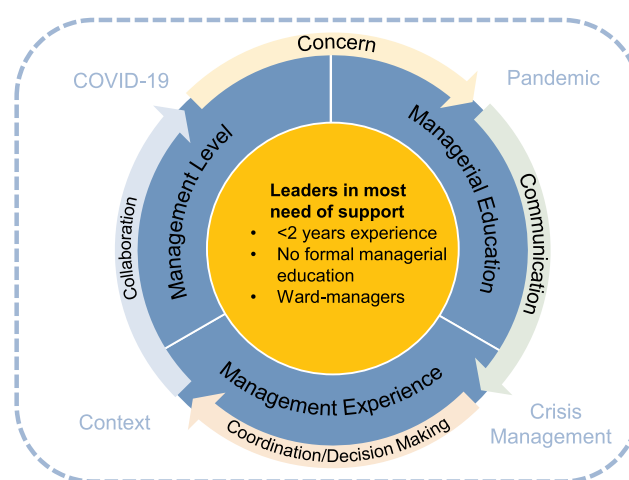 Concern
COVID-19
Pandemic
Management Level
Managerial Education
Collaboration
Communication
Leaders in most
need of support
• <2 years experience
• No formal managerial
education
• Ward-managers
Management Experience
Coordination/Decision Making
Context
Crisis
Management